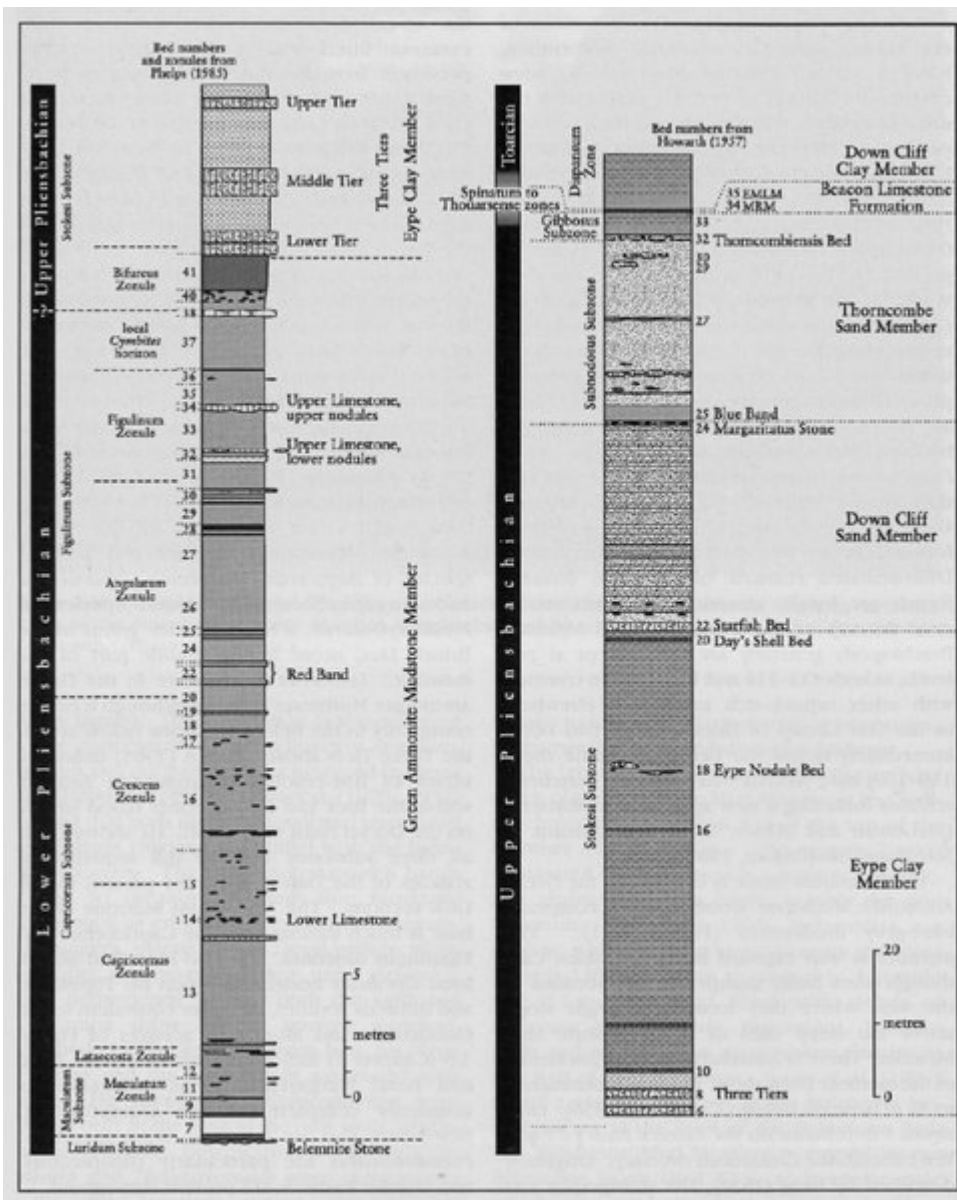 Bed numbers
and zonules from
Phelps (1985)
Upper Pliensbachian
Lower Pliensbachian
Stokesi Subzone
Figulinum Subzone
Capricornus Subzone
Maculatum
Subzone
Luridum Subzone
Bifurcus
Zonule
local
Cymbites
horizon
Figulinum
Zonule
Angulatum
Zonule
Crescens
Zonule
Capricornus
Zonule
Lataecosta Zonule
Maculatum
Zonule
41
40
38
37
36
35
34
33
32
31
30
29
28
27
26
25
24
22
20
19
18
17
16
15
14
13
12
11
9
7
Upper Tier
Middle Tier
Lower Tier
Three Tiers
Eype Clay Member
Upper Limestone,
upper nodules
Upper Limestone,
lower nodules
Red Band
Lower Limestone
Belemnite Stone
Green Ammonite Mudstone Member
5
metres
0
Toarcian
Upper Pliensbachian
Dispansum
Zone
Spinatum to
Thouarsense zones
Gibbosus
Subzone
Subnodosus Subzone
Stokesi Subzone
Bed numbers from
Howarth (1957)
35 EMLM
34 MRM
33
32 Thorncombiensis Bed
30
29
27
25 Blue Band
24 Margaritatus Stone
22 Starfish Bed
20 Day's Shell Bed
18 Eype Nodule Bed
16
10
8 Three Tiers
6
Down Cliff
Clay Member
Beacon Limestone
Formation
Thorncombe
Sand Member
Down Cliff
Sand Member
Eype Clay
Member
20
metres
0